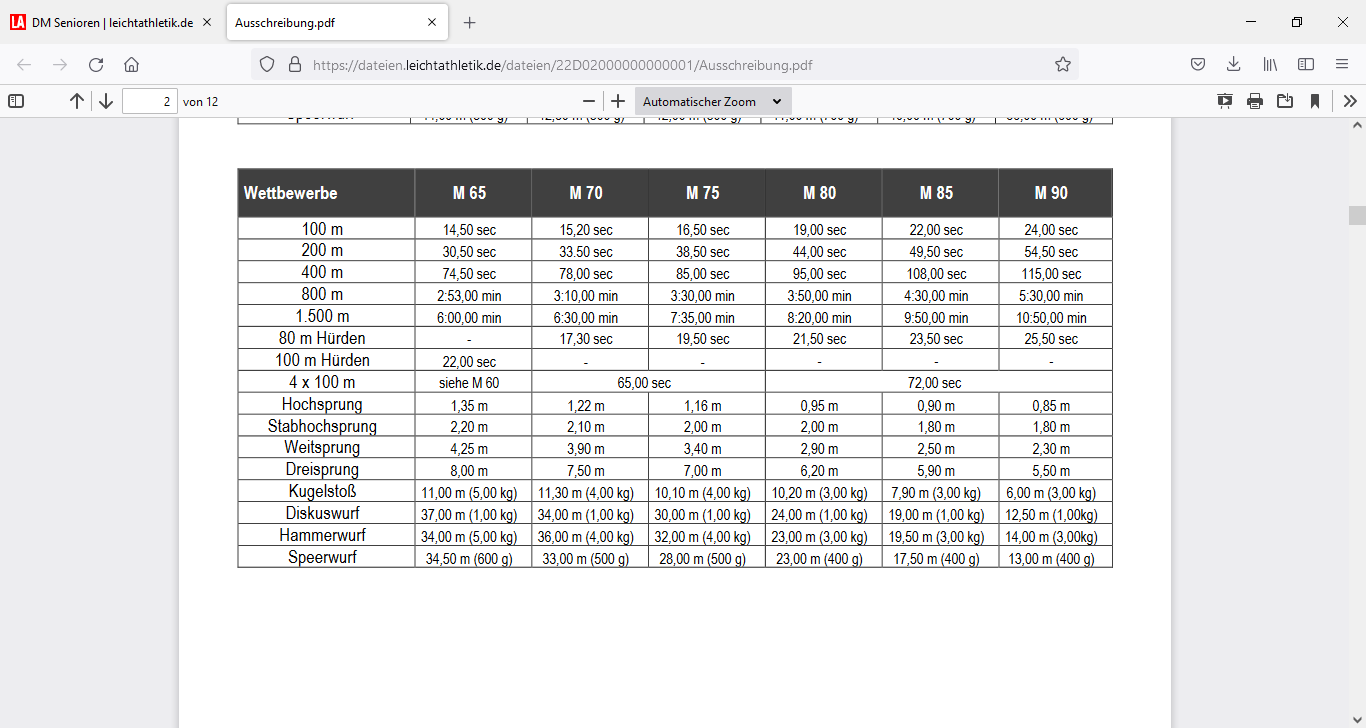 DM Senioren | leichtathletik.de
Ausschreibung.pdf
https://dateien.leichtathletik.de/dateien/22D02000000000001/Ausschreibung.pdf
2 von 12 Automatischer Zoom
Wettbewerbe M 65 M 70 M 75 M 80 M 85 M 90
100 m 14,50 sec 15,20 sec 16,50 sec 19,00 sec 22,00 sec 24,00 sec
200 m 30,50 sec 33.50 sec 38,50 sec 44,00 sec 49,50 sec 54,50 sec
400 m 74,50 sec 78,00 sec 85,00 sec 95,00 sec 108,00 sec 115,00 sec
800 m 2:53,00 min 3:10,00 min 3:30,00 min 3:50,00 min 4:30,00 min 5:30,00 min
1.500 m 6:00,00 min 6:30,00 min 7:35,00 min 8:20,00 min 9:50,00 min 10:50,00 min
80 m Hürden - 17,30 sec 19,50 sec 21,50 sec 23,50 sec 25,50 sec
100 m Hürden 22,00 sec - - - - -
4 x 100 m siehe M 60 65,00 sec 72,00 sec
Hochsprung 1,35 m 1,22 m 1,16 m 0,95 m 0,90 m 0,85 m
Stabhochsprung 2,20 m 2,10 m 2,00 m 2,00 m 1,80 m 1,80 m
Weitsprung 4,25 m 3,90 m 3,40 m 2,90 m 2,50 m 2,30 m
Dreisprung 8,00 m 7,50 m 7,00 m 6,20 m 5,90 m 5,50 m
Kugelstoß 11,00 m (5,00 kg) 11,30 m (4,00 kg) 10,10 m (4,00 kg) 10,20 m (3,00 kg) 7,90 m (3,00 kg) 6,00 m (3,00 kg)
Diskuswurf 37,00 m (1,00 kg) 34,00 m (1,00 kg) 30,00 m (1,00 kg) 24,00 m (1,00 kg) 19,00 m (1,00 kg) 12,50 m (1,00kg)
Hammerwurf 34,00 m (5,00 kg) 36,00 m (4,00 kg) 32,00 m (4,00 kg) 23,00 m (3,00 kg) 19,50 m (3,00 kg) 14,00 m (3,00kg)
Speerwurf 34,50 m (600 g) 33,00 m (500 g) 28,00 m (500 g) 23,00 m (400 g) 17,50 m (400 g) 13,00 m (400 g)